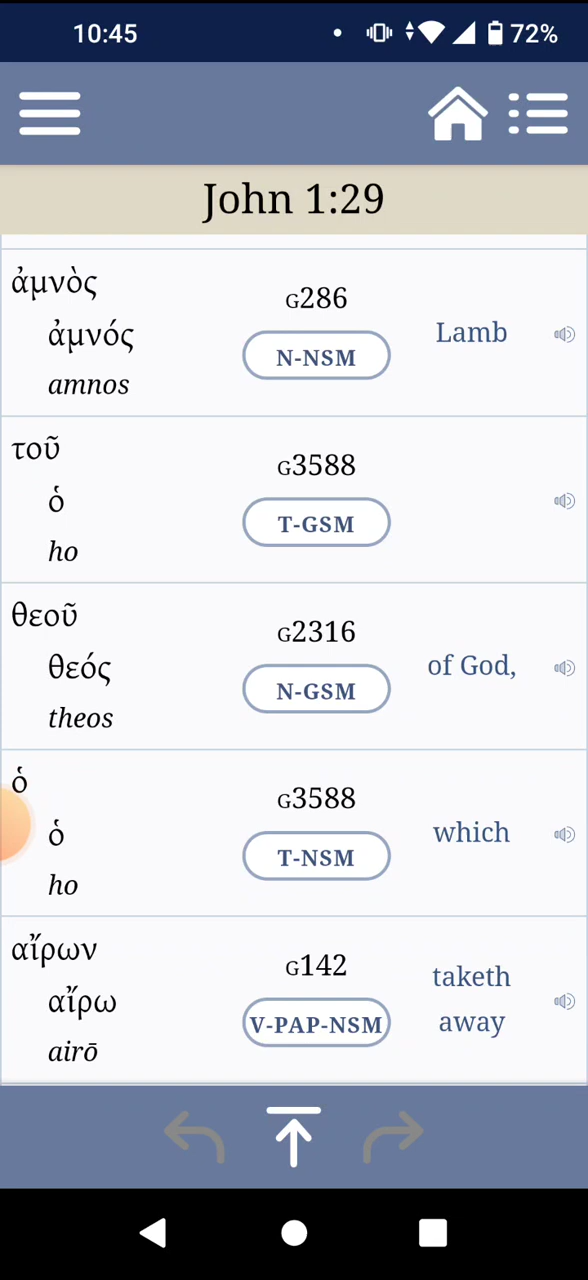 10:45 72%
John 1:29
ἀμνὸς
G286
ἀμνός
Lamb
N-NSM
amnos
τοῦ
G3588
ὁ
T-GSM
ho
θεοῦ
G2316
θεός
of God,
N-GSM
theos
ὁ
G3588
ὁ
which
T-NSM
ho
αἴρων
G142
taketh
αἴρω
away
V-PAP-NSM
airō